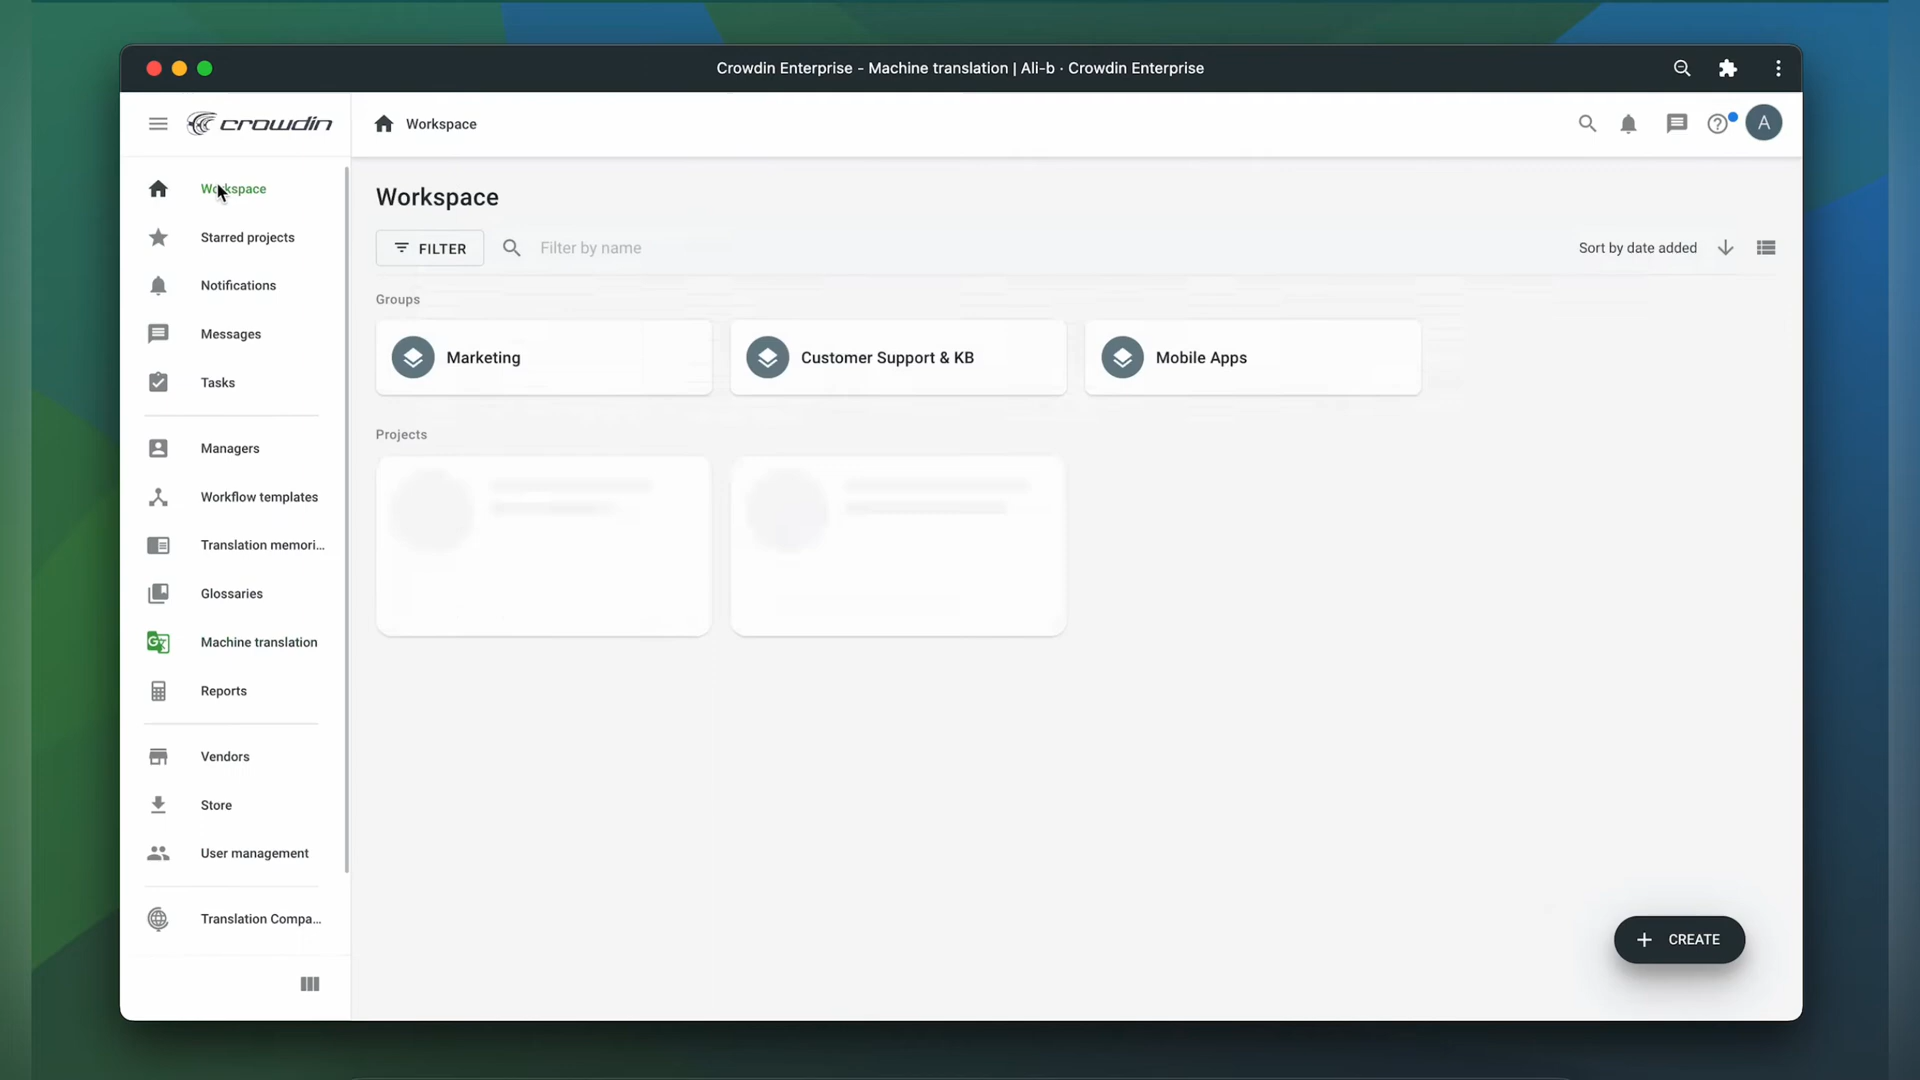 Crowdin Enterprise - Machine translation | Ali-b · Crowdin Enterprise
crowdin
Workspace
A
Workspace
Starred projects
Notifications
Messages
Tasks
Managers
Workflow templates
Translation memori...
Glossaries
Machine translation
Reports
Vendors
Store
User management
Translation Compa...
Workspace
FILTER
Filter by name
Sort by date added
Groups
Marketing
Customer Support & KB
Mobile Apps
Projects
+ CREATE